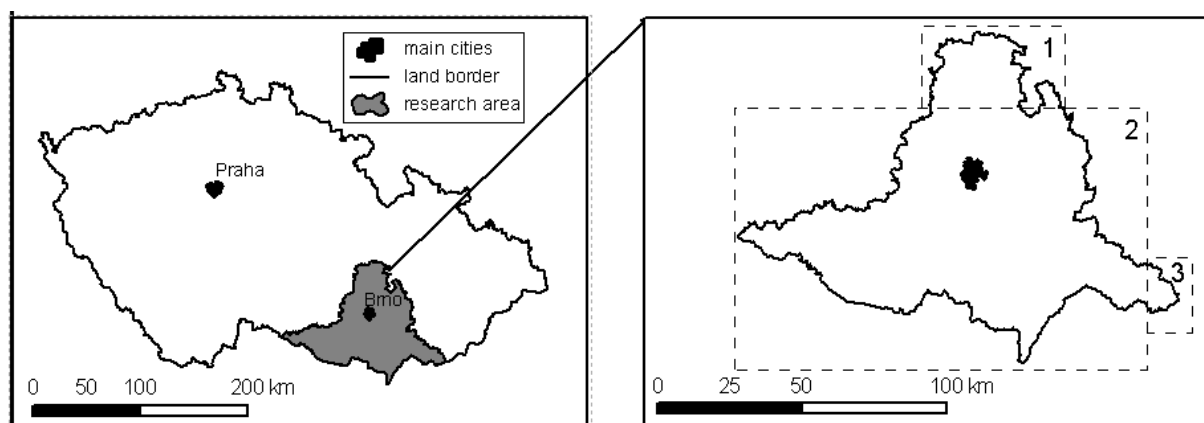 main cities
land border
research area
Praha
Brno
0 50 100 200 km
1
2
3
0 25 50 100 km